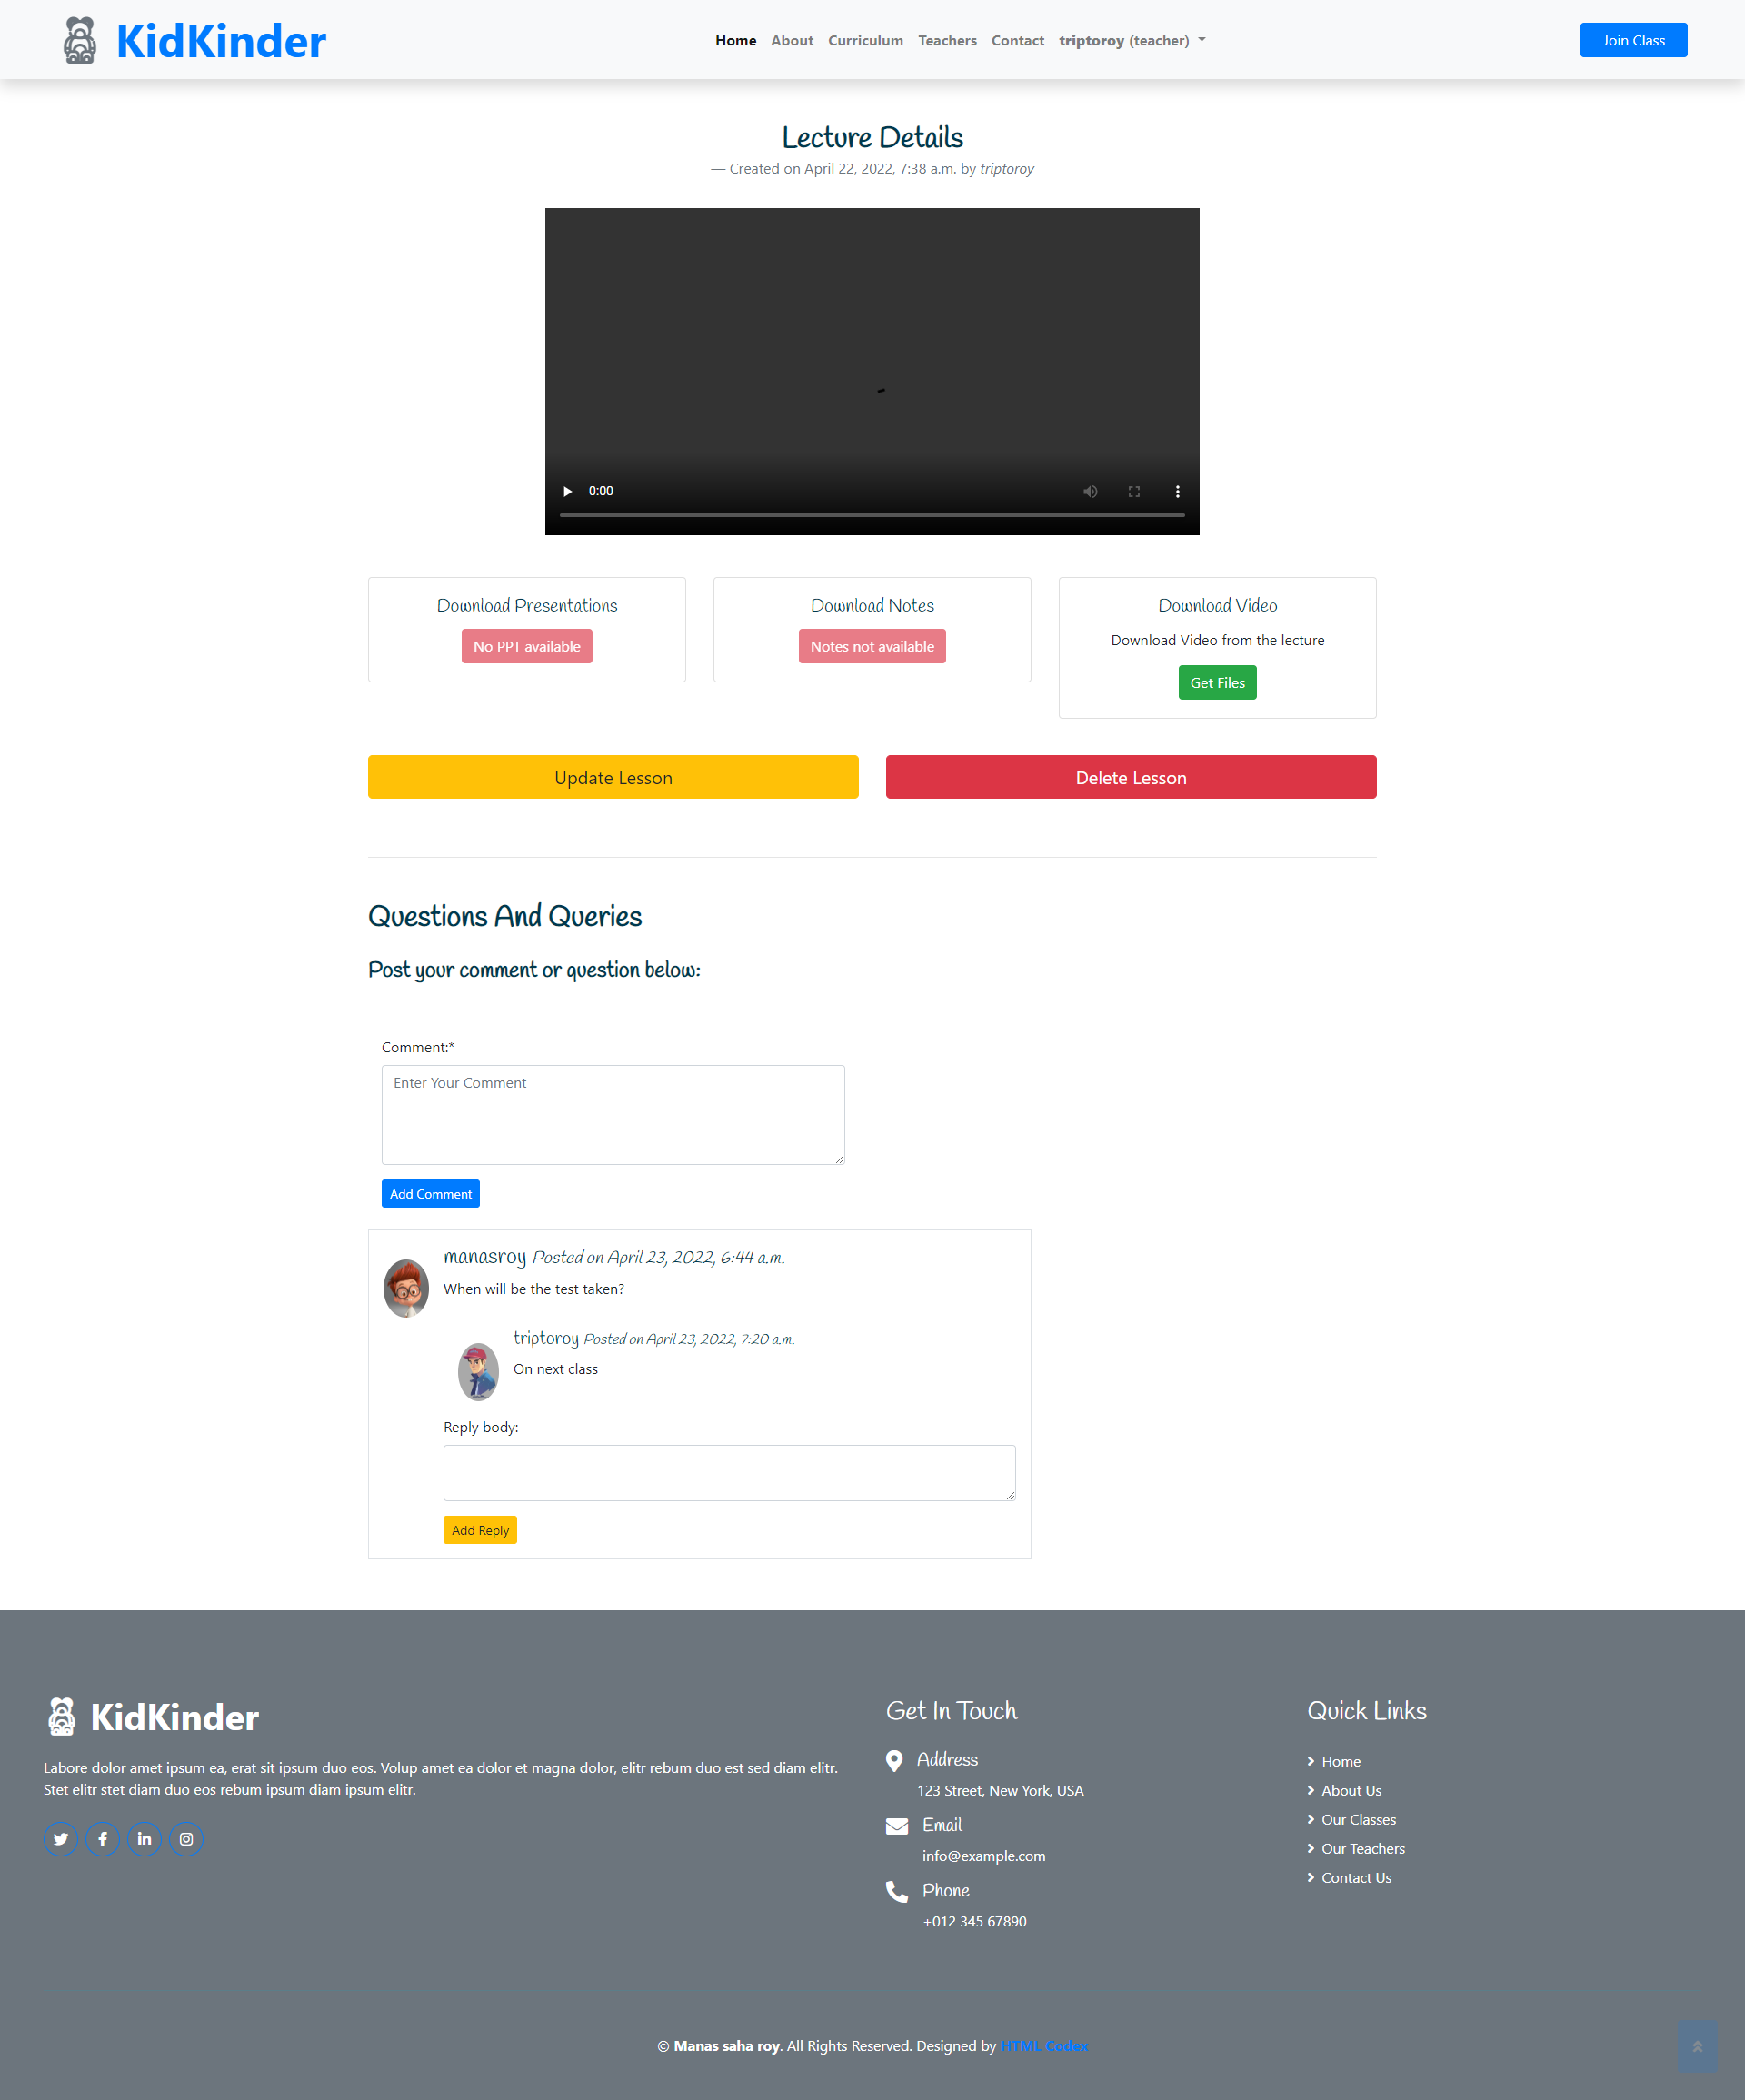 KidKinder
Home About Curriculum Teachers Contact triptoroy (teacher)
Join Class
Lecture Details
— Created on April 22, 2022, 7:38 a.m. by triptoroy
0:00
Download Presentations
No PPT available
Download Notes
Notes not available
Download Video
Download Video from the lecture
Get Files
Update Lesson
Delete Lesson
Questions And Queries
Post your comment or question below:
Comment:*
Enter Your Comment
Add Comment
manasroy Posted on April 23, 2022, 6:44 a.m.
When will be the test taken?
triptoroy Posted on April 23, 2022, 7:20 a.m.
On next class
Reply body:
Add Reply
KidKinder
Labore dolor amet ipsum ea, erat sit ipsum duo eos. Volup amet ea dolor et magna dolor, elitr rebum duo est sed diam elitr.
Stet elitr stet diam duo eos rebum ipsum diam ipsum elitr.
Get In Touch
Address
123 Street, New York, USA
Email
info@example.com
Phone
+012 345 67890
Quick Links
Home
About Us
Our Classes
Our Teachers
Contact Us
© Manas saha roy. All Rights Reserved. Designed by HTML Codex